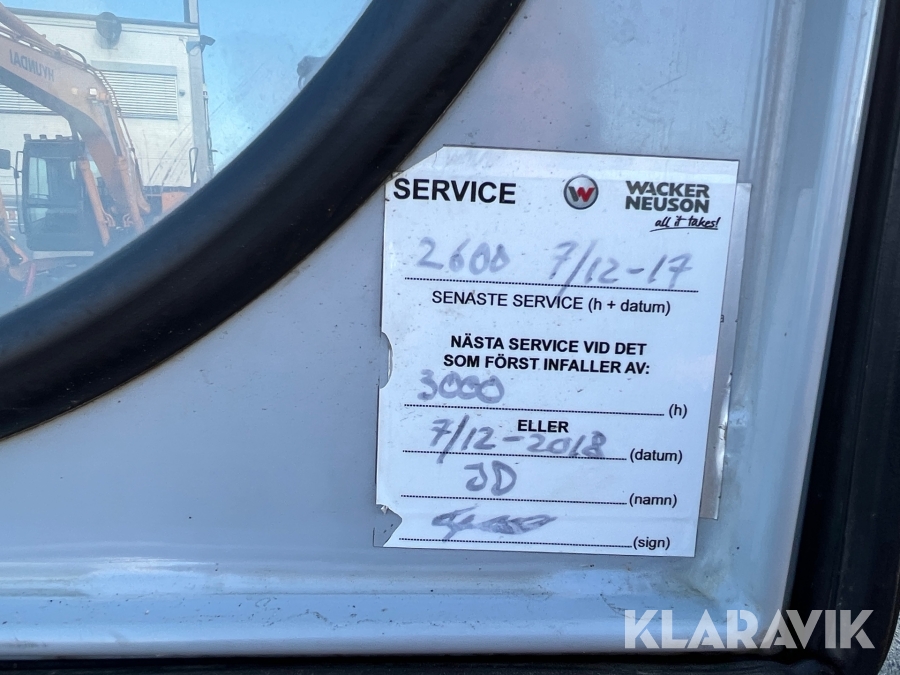 HYUNDAI
SERVICE
W
WACKER
NEUSON
all it takes!
2600 7/12-17
SENASTE SERVICE (h + datum)
NÄSTA SERVICE VID DET
SOM FÖRST INFALLER AV:
3000 (h)
ELLER
7/12-2018 (datum)
JD (namn)
(sign)
KLARAVIK